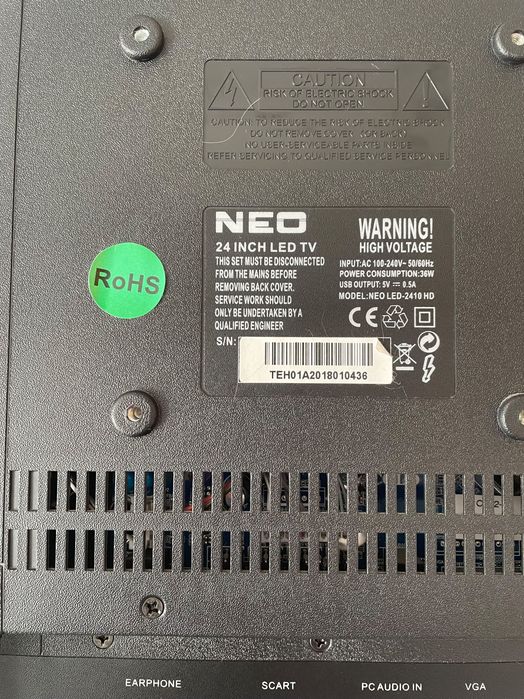 CAUTION
RISK OF ELECTRIC SHOCK
DO NOT OPEN
CAUTION: TO REDUCE THE RISK OF ELECTRIC SHOCK
DO NOT REMOVE COVER (OR BACK)
NO USER-SERVICEABLE PARTS INSIDE
REFER SERVICING TO QUALIFIED SERVICE PERSONNEL
RoHS
NEO
24 INCH LED TV
THIS SET MUST BE DISCONNECTED
FROM THE MAINS BEFORE
REMOVING BACK COVER.
SERVICE WORK SHOULD
ONLY BE UNDERTAKEN BY A
QUALIFIED ENGINEER
WARNING!
HIGH VOLTAGE
INPUT:AC 100-240V~ 50/60Hz
POWER CONSUMPTION:36W
USB OUTPUT: 5V ⎓ 0.5A
MODEL:NEO LED-2410 HD
CE
S/N:
TEH01A2018010436
EARPHONE
SCART
PC AUDIO IN
VGA